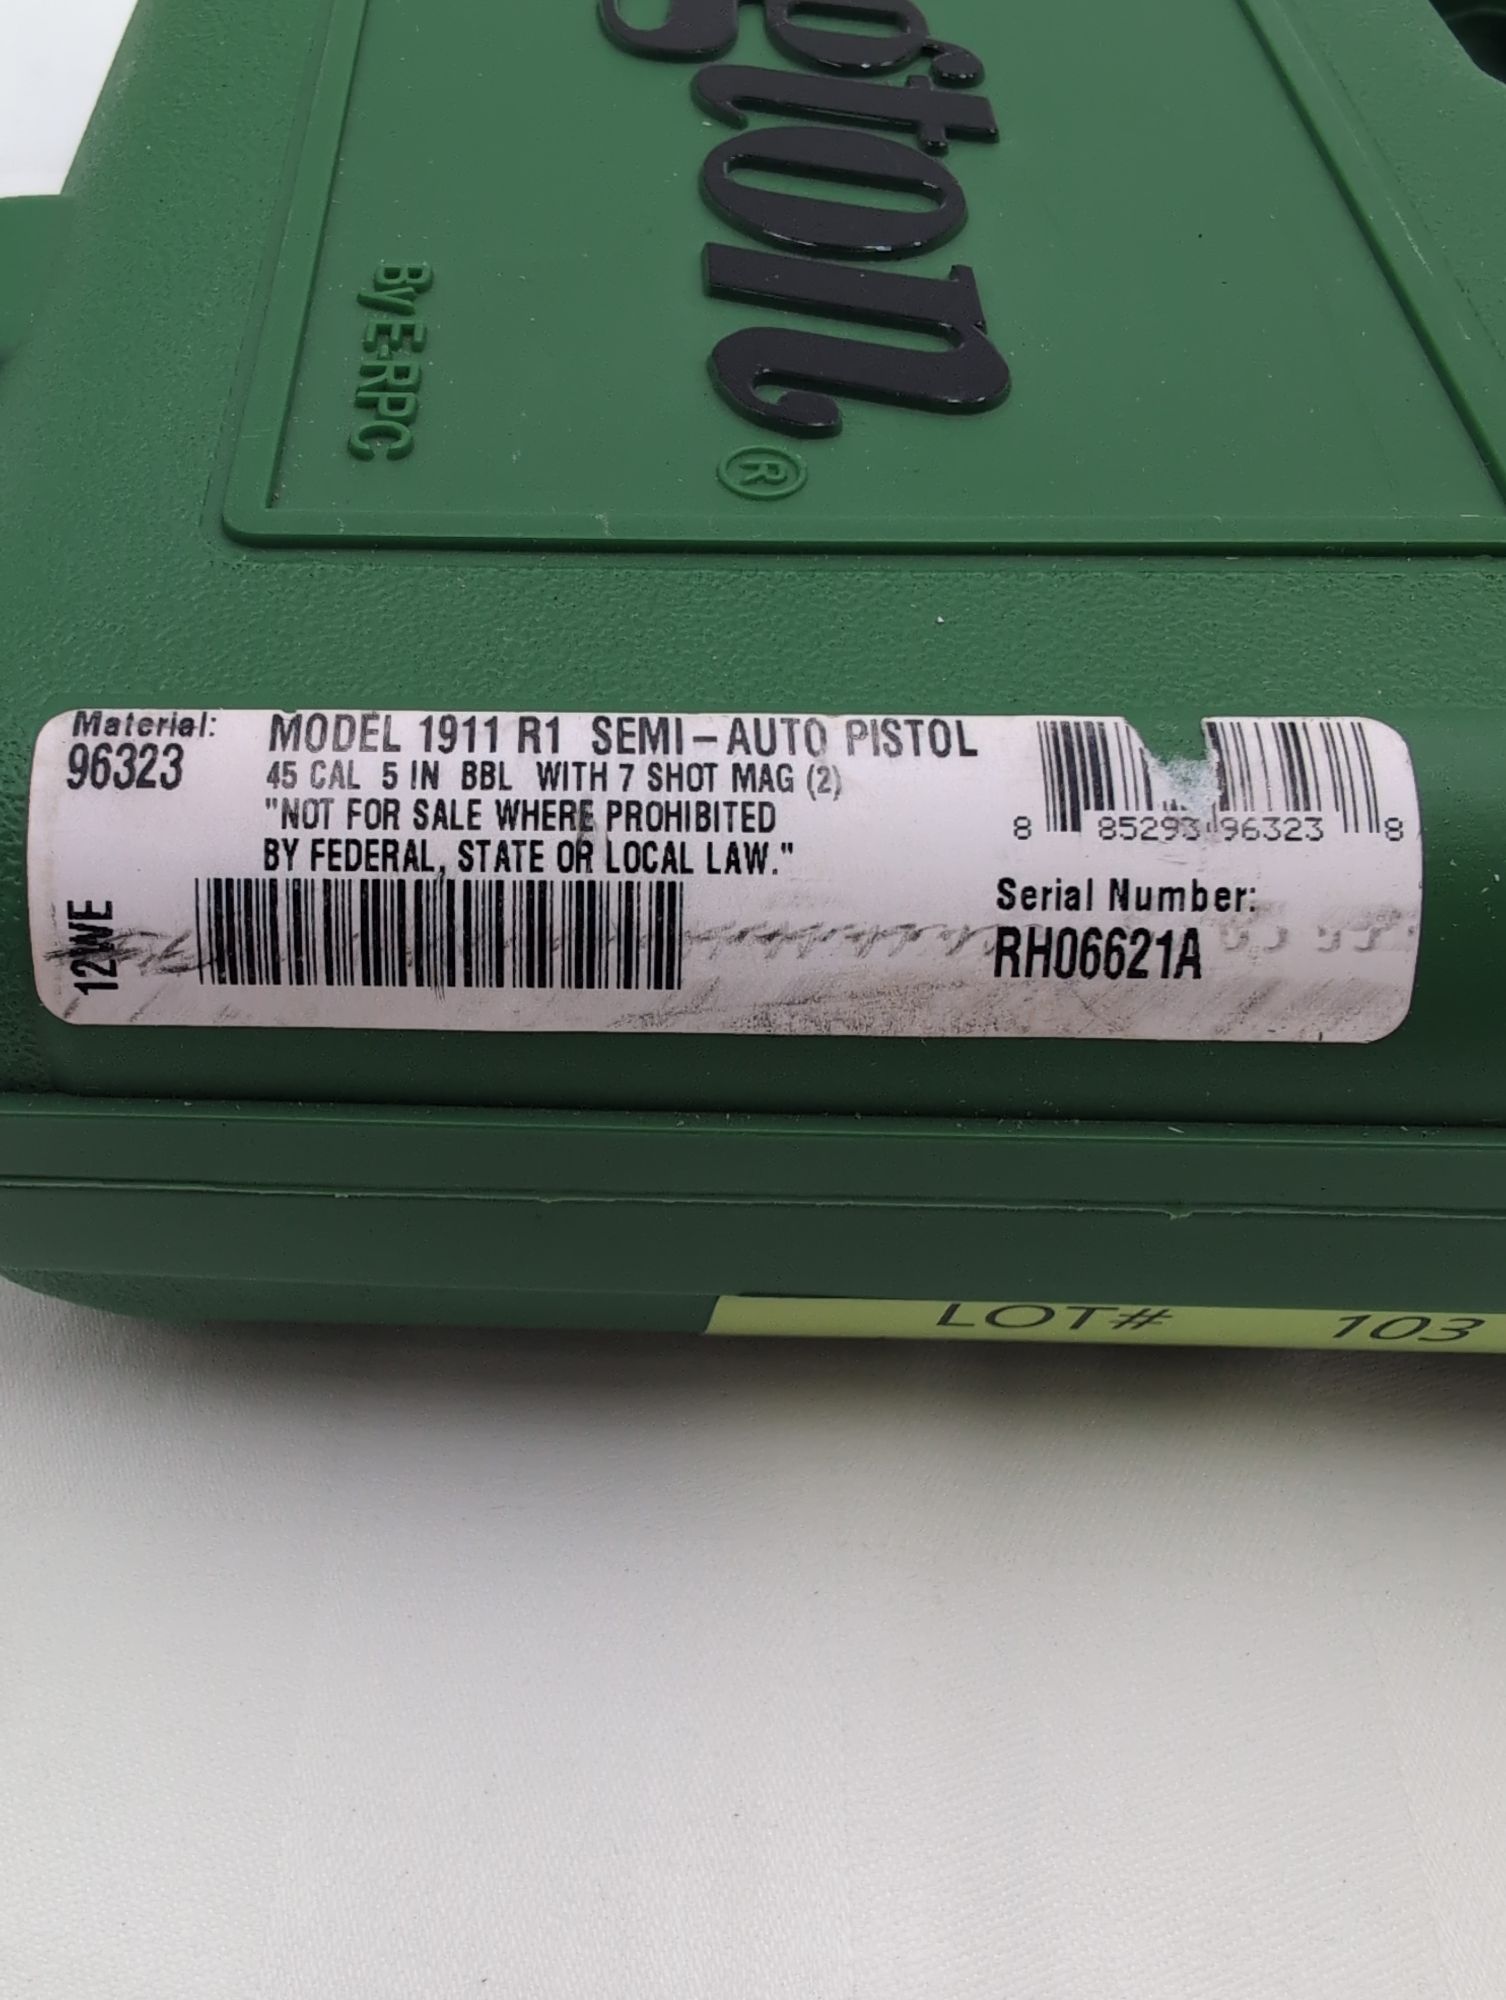 gton®
By E-RPC
Material:
96323
MODEL 1911 R1 SEMI-AUTO PISTOL
45 CAL 5 IN BBL WITH 7 SHOT MAG (2)
"NOT FOR SALE WHERE PROHIBITED
BY FEDERAL, STATE OR LOCAL LAW."
12WE
8 85293 96323 8
Serial Number:
RH06621A
LOT# 103